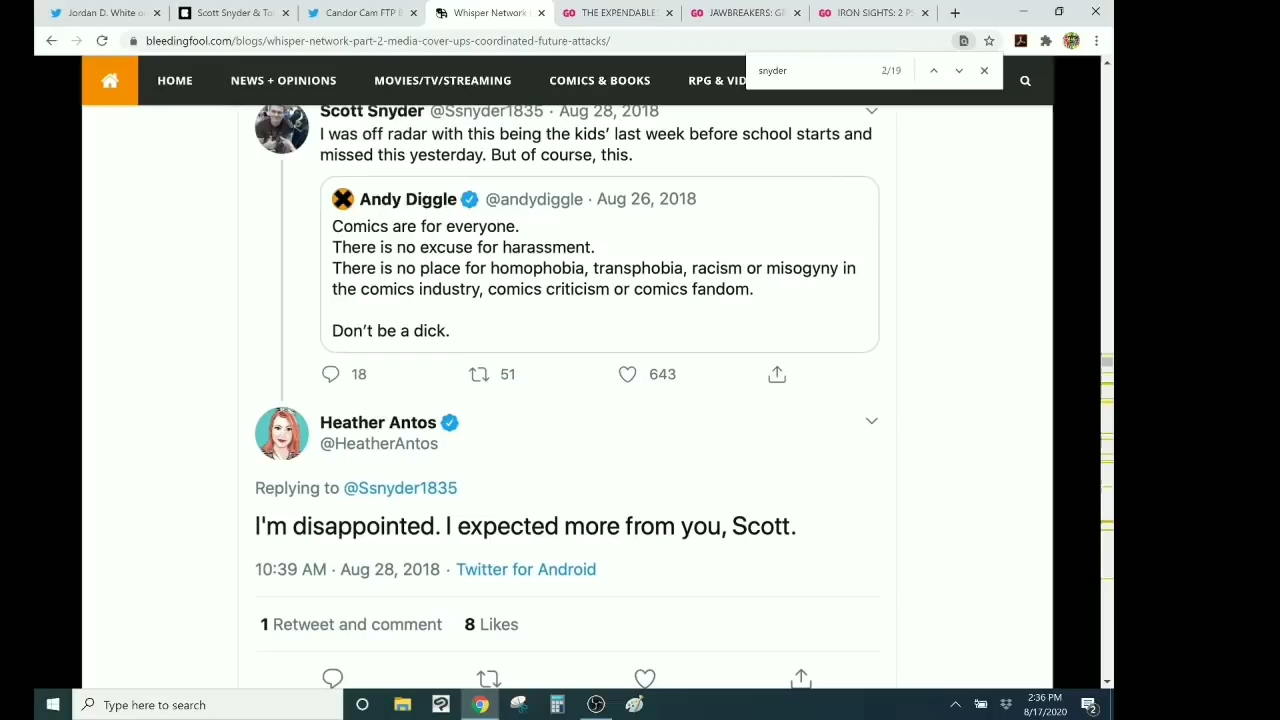 Jordan D. White on
Scott Snyder & To
Candor Cam FTP E
Whisper Network
THE EXPENDABLE
JAWBREAKERS: G
IRON SIGHTS: 2 P
bleedingfool.com/blogs/whisper-network-part-2-media-cover-ups-coordinated-future-attacks/
snyder
2/19
HOME
NEWS + OPINIONS
MOVIES/TV/STREAMING
COMICS & BOOKS
RPG & VID
Scott Snyder @Ssnyder1835 · Aug 28, 2018
I was off radar with this being the kids’ last week before school starts and
missed this yesterday. But of course, this.
Andy Diggle @andydiggle · Aug 26, 2018
Comics are for everyone.
There is no excuse for harassment.
There is no place for homophobia, transphobia, racism or misogyny in
the comics industry, comics criticism or comics fandom.
Don’t be a dick.
18
51
643
Heather Antos
@HeatherAntos
Replying to @Ssnyder1835
I'm disappointed. I expected more from you, Scott.
10:39 AM · Aug 28, 2018 · Twitter for Android
1 Retweet and comment 8 Likes
Type here to search
2:36 PM
8/17/2020
2